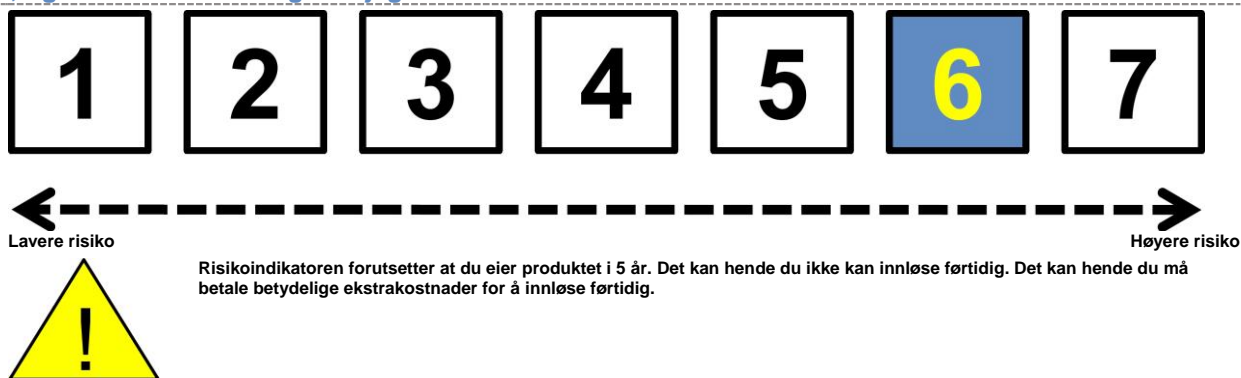 1 2 3 4 5 6 7
Lavere risiko Høyere risiko
Risikoindikatoren forutsetter at du eier produktet i 5 år. Det kan hende du ikke kan innløse førtidig. Det kan hende du må
betale betydelige ekstrakostnader for å innløse førtidig.
!